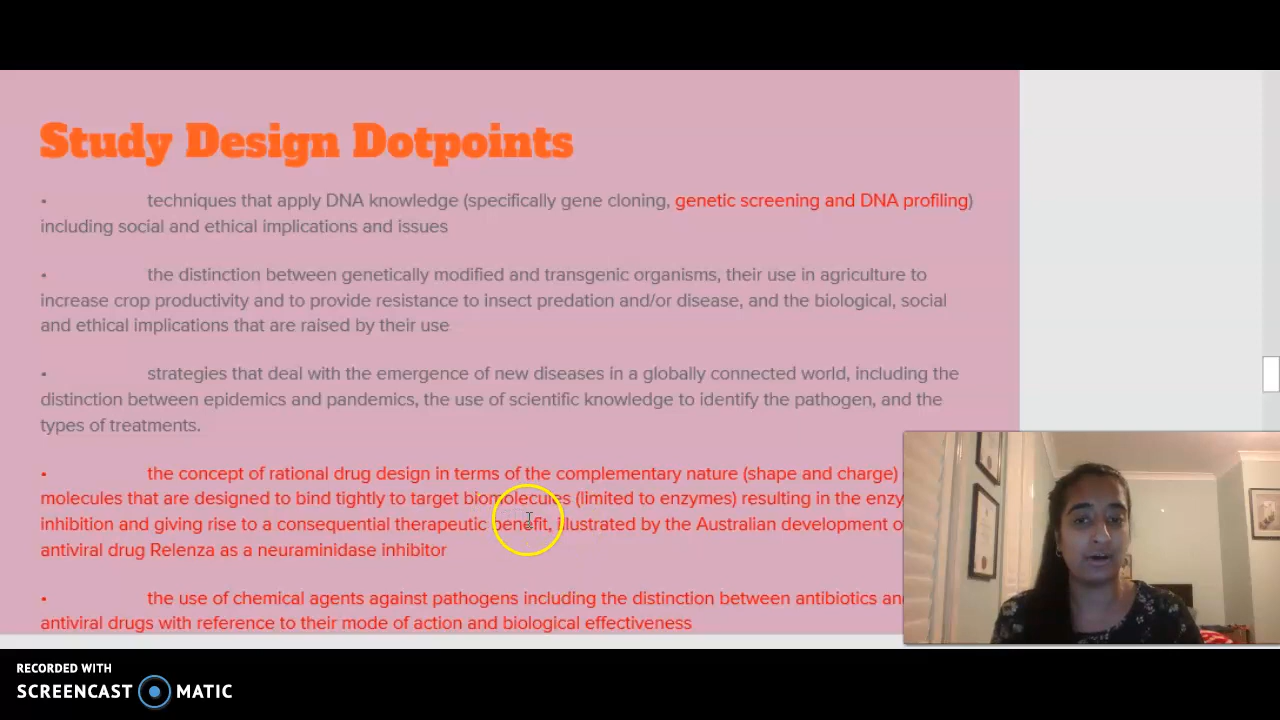 Study Design Dotpoints
• techniques that apply DNA knowledge (specifically gene cloning, genetic screening and DNA profiling)
including social and ethical implications and issues
• the distinction between genetically modified and transgenic organisms, their use in agriculture to
increase crop productivity and to provide resistance to insect predation and/or disease, and the biological, social
and ethical implications that are raised by their use
• strategies that deal with the emergence of new diseases in a globally connected world, including the
distinction between epidemics and pandemics, the use of scientific knowledge to identify the pathogen, and the
types of treatments.
• the concept of rational drug design in terms of the complementary nature (shape and charge)
molecules that are designed to bind tightly to target biomolecules (limited to enzymes) resulting in the
inhibition and giving rise to a consequential therapeutic benefit, illustrated by the Australian development
antiviral drug Relenza as a neuraminidase inhibitor
• the use of chemical agents against pathogens including the distinction between antibiotics
antiviral drugs with reference to their mode of action and biological effectiveness
RECORDED WITH
SCREENCAST MATIC